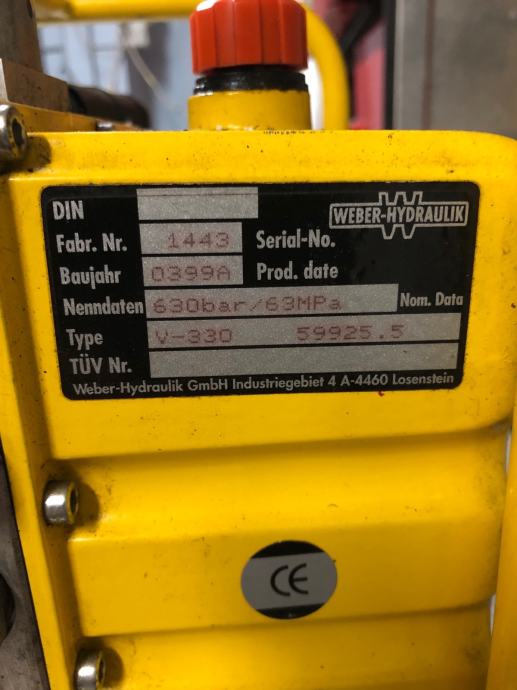 DIN
WEBER-HYDRAULIK
Fabr. Nr. 1443 Serial-No.
Baujahr 0399A Prod. date
Nenndaten 630bar/63MPa Nom. Data
Type V-330 59925.5
TÜV Nr.
Weber-Hydraulik GmbH Industriegebiet 4 A-4460 Losenstein
CE